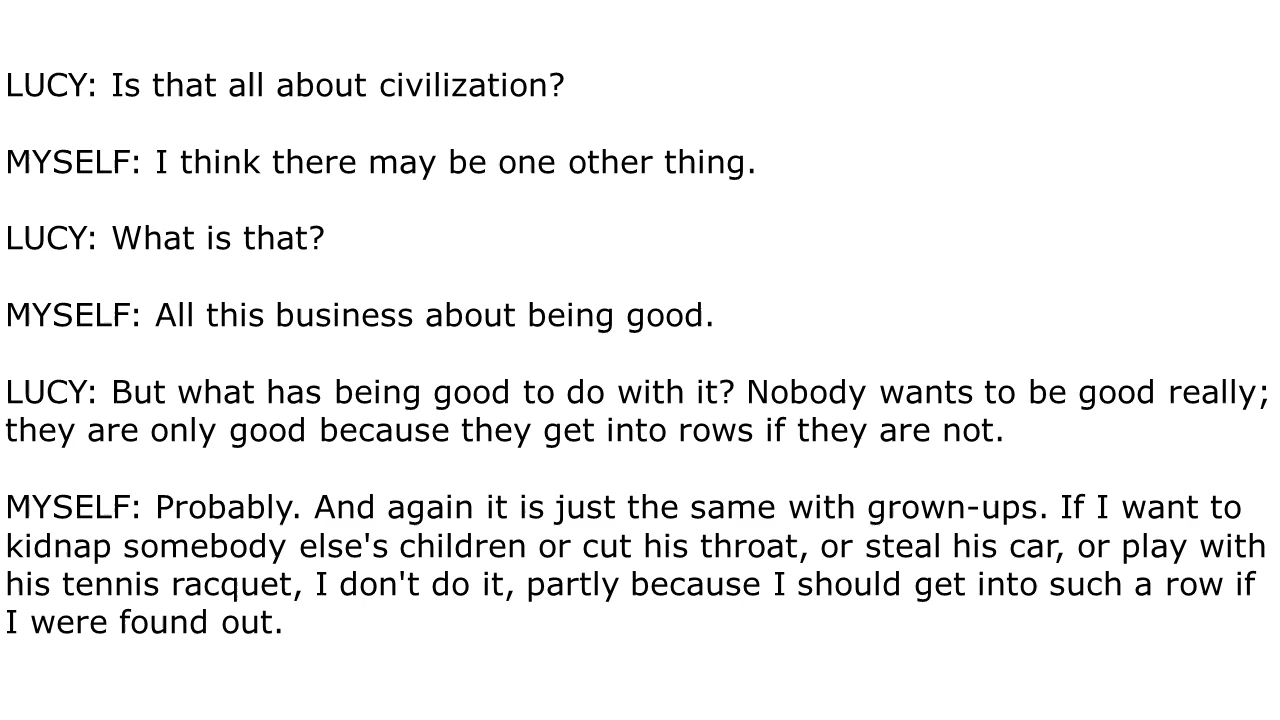 LUCY: Is that all about civilization?
MYSELF: I think there may be one other thing.
LUCY: What is that?
MYSELF: All this business about being good.
LUCY: But what has being good to do with it? Nobody wants to be good really;
they are only good because they get into rows if they are not.
MYSELF: Probably. And again it is just the same with grown-ups. If I want to
kidnap somebody else's children or cut his throat, or steal his car, or play with
his tennis racquet, I don't do it, partly because I should get into such a row if
I were found out.